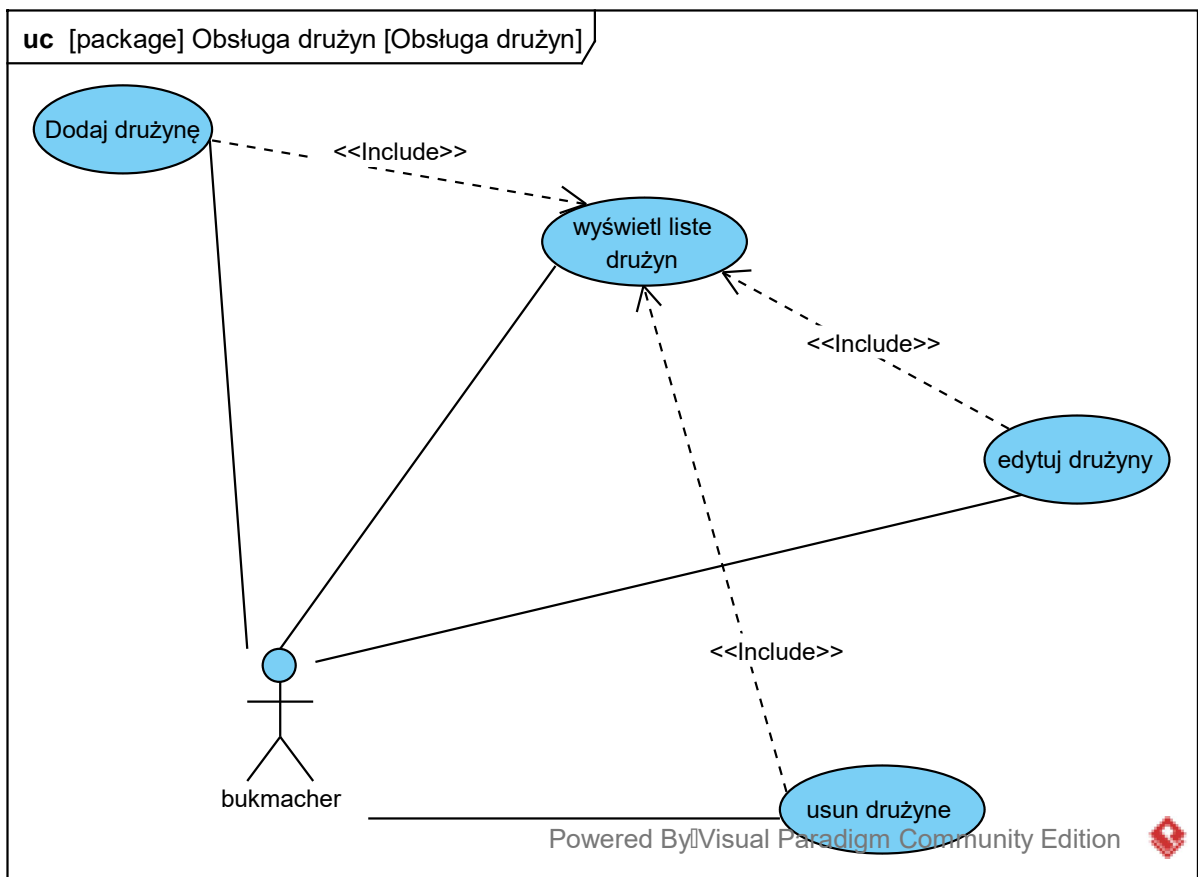 uc [package] Obsługa drużyn [Obsługa drużyn]
Dodaj drużynę
<<Include>>
wyświetl liste
drużyn
<<Include>>
edytuj drużyny
<<Include>>
bukmacher
usun drużyne
Powered By Visual Paradigm Community Edition